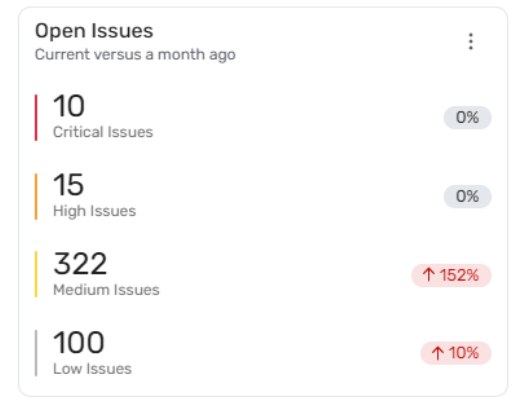 Open Issues
Current versus a month ago
10
Critical Issues
0%
15
High Issues
0%
322
Medium Issues
↑ 152%
100
Low Issues
↑ 10%